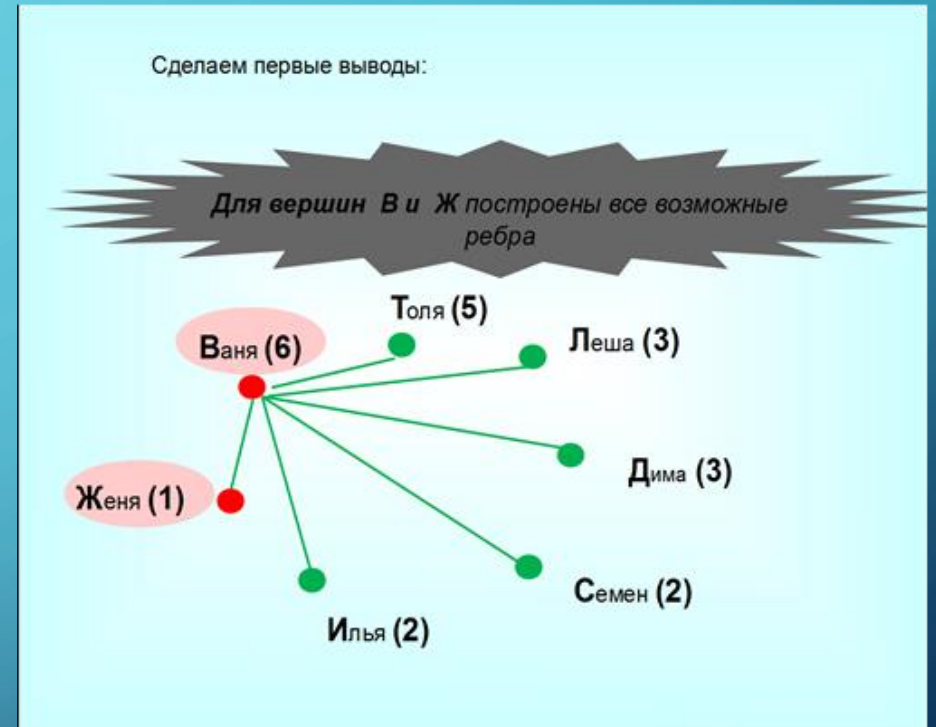 Сделаем первые выводы:
Для вершин В и Ж построены все возможные
ребра
Толя (5)
Ваня (6)
Леша (3)
Дима (3)
Женя (1)
Семен (2)
Илья (2)